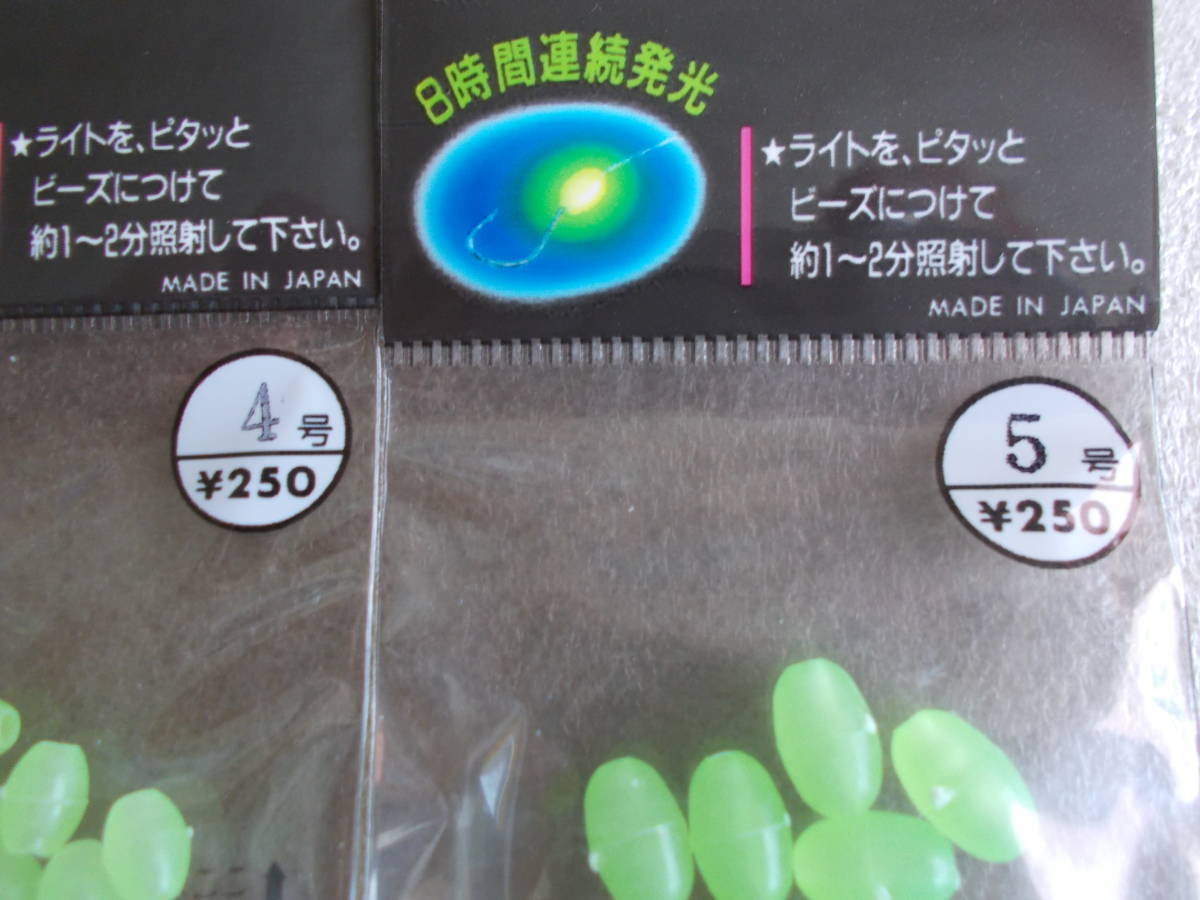 ★ライトを、ピタッと
ビーズにつけて
約1〜2分照射して下さい。
MADE IN JAPAN
4号
¥250
8時間連続発光
★ライトを、ピタッと
ビーズにつけて
約1〜2分照射して下さい。
MADE IN JAPAN
5号
¥250